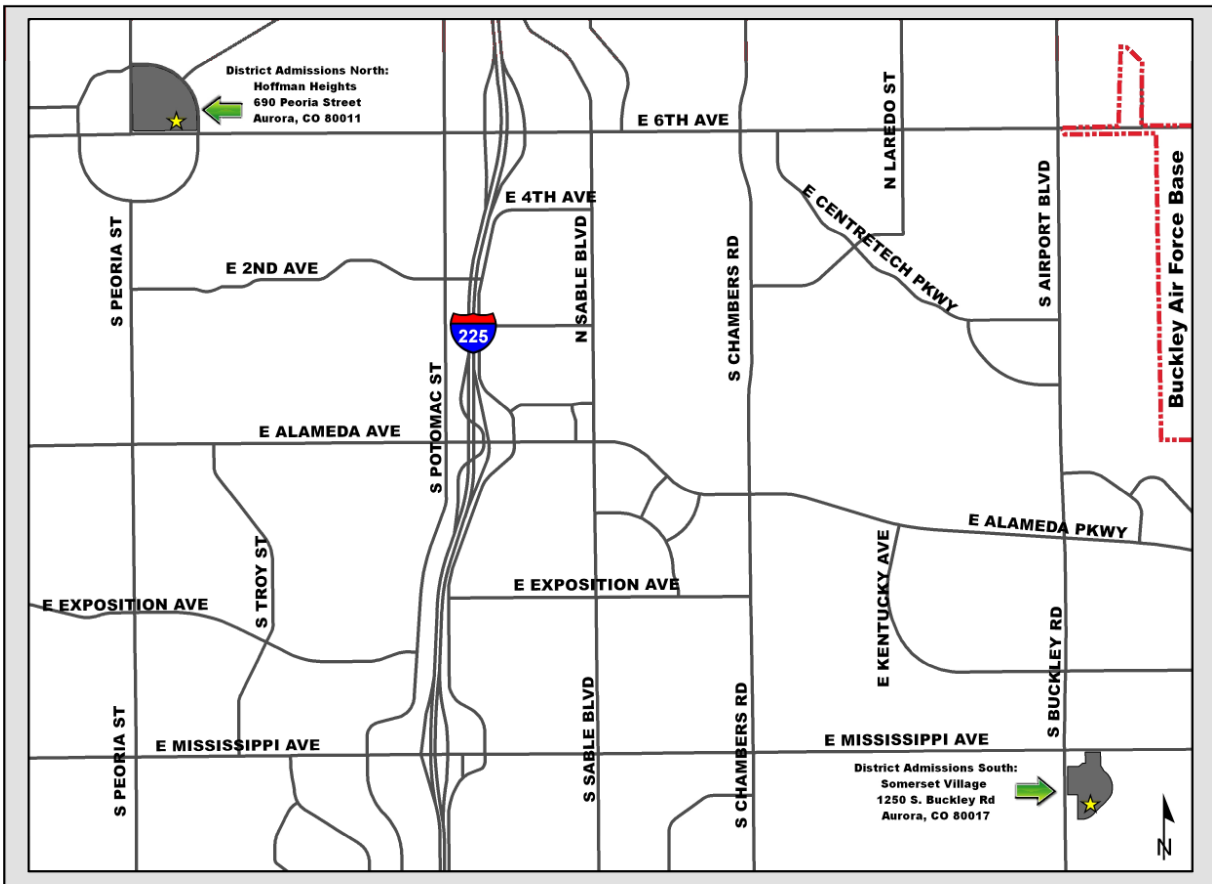 District Admissions North:
Hoffman Heights
690 Peoria Street
Aurora, CO 80011
E 6TH AVE
N LAREDO ST
E 4TH AVE
E CENTRETECH PKWY
S AIRPORT BLVD
Buckley Air Force Base
S PEORIA ST
E 2ND AVE
N SABLE BLVD
S CHAMBERS RD
225
S POTOMAC ST
E ALAMEDA AVE
E ALAMEDA PKWY
S TROY ST
E EXPOSITION AVE
E EXPOSITION AVE
E KENTUCKY AVE
S BUCKLEY RD
S PEORIA ST
E MISSISSIPPI AVE
S SABLE BLVD
S CHAMBERS RD
E MISSISSIPPI AVE
District Admissions South:
Somerset Village
1250 S. Buckley Rd
Aurora, CO 80017
N